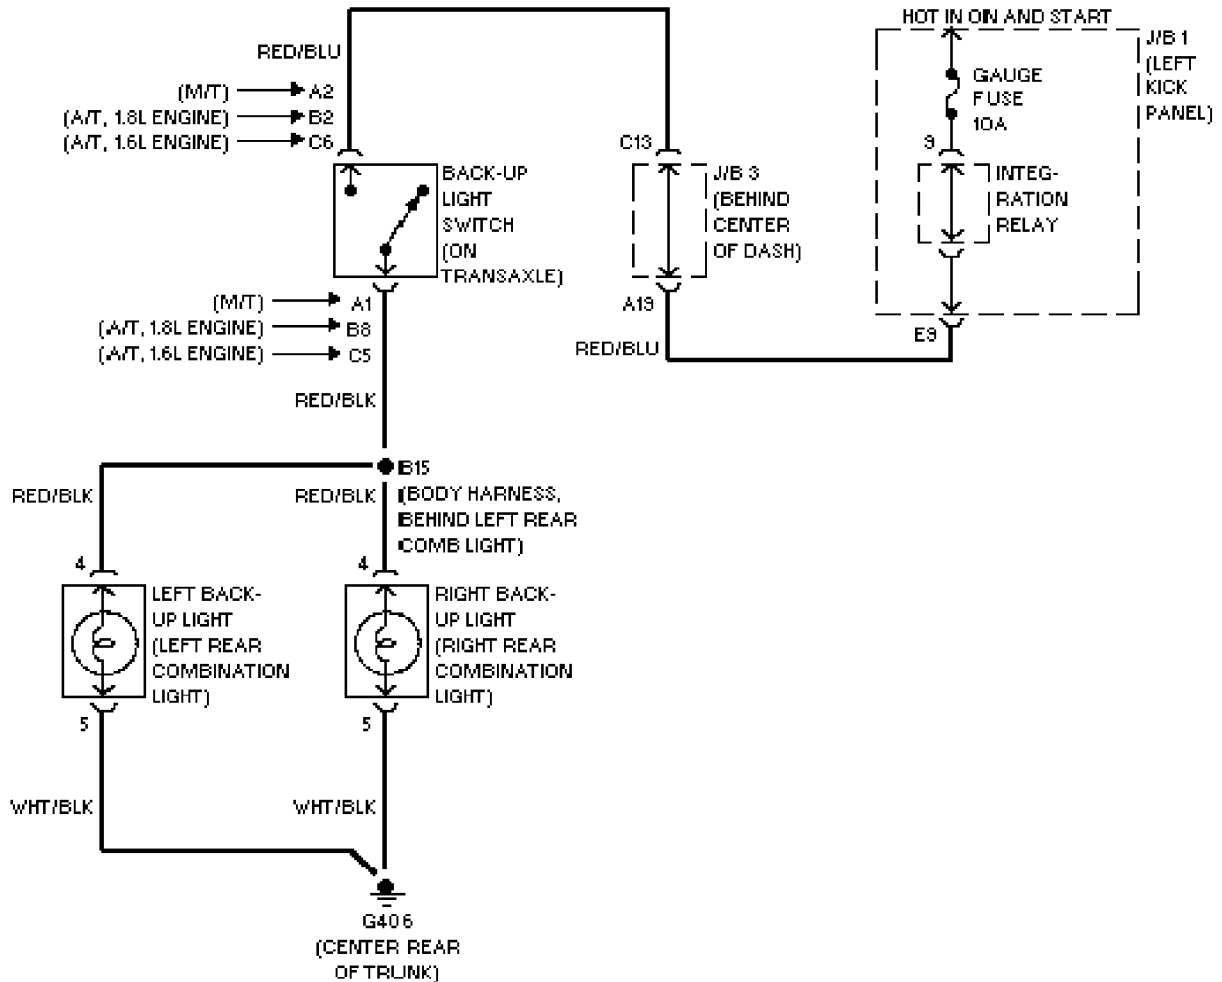 HOT IN ON AND START
J/B 1
(LEFT
KICK
PANEL)
GAUGE
FUSE
10A
9
INTEG-
RATION
RELAY
E9
RED/BLU
(M/T)
A2
(A/T, 1.8L ENGINE)
B2
(A/T, 1.6L ENGINE)
C6
BACK-UP
LIGHT
SWITCH
(ON
TRANSAXLE)
C13
J/B 3
(BEHIND
CENTER
OF DASH)
A19
RED/BLU
(M/T)
A1
(A/T, 1.8L ENGINE)
B8
(A/T, 1.6L ENGINE)
C5
RED/BLK
B15
(BODY HARNESS,
BEHIND LEFT REAR
COMB LIGHT)
RED/BLK
RED/BLK
4
4
LEFT BACK-
UP LIGHT
(LEFT REAR
COMBINATION
LIGHT)
RIGHT BACK-
UP LIGHT
(RIGHT REAR
COMBINATION
LIGHT)
5
5
WHT/BLK
WHT/BLK
G406
(CENTER REAR
OF TRUNK)